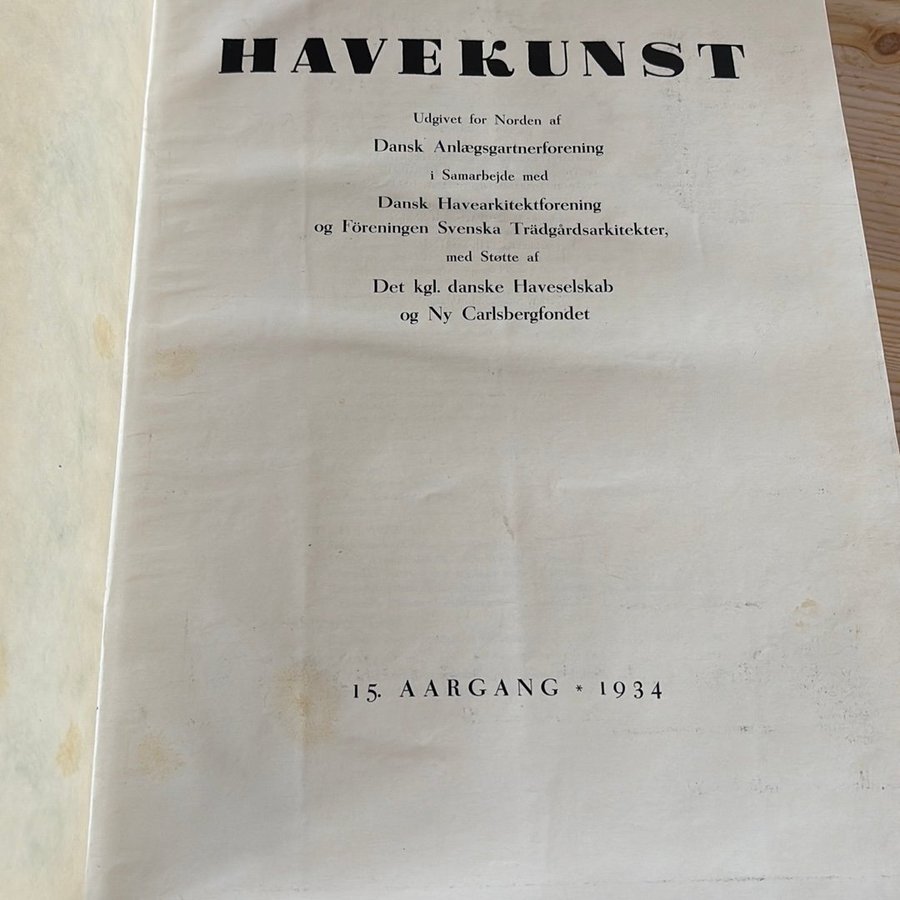 HAVEKUNST
Udgivet for Norden af
Dansk Anlægsgartnerforening
i Samarbejde med
Dansk Havearkitektforening
og Föreningen Svenska Trädgårdsarkitekter,
med Støtte af
Det kgl. danske Haveselskab
og Ny Carlsbergfondet
15. AARGANG * 1934